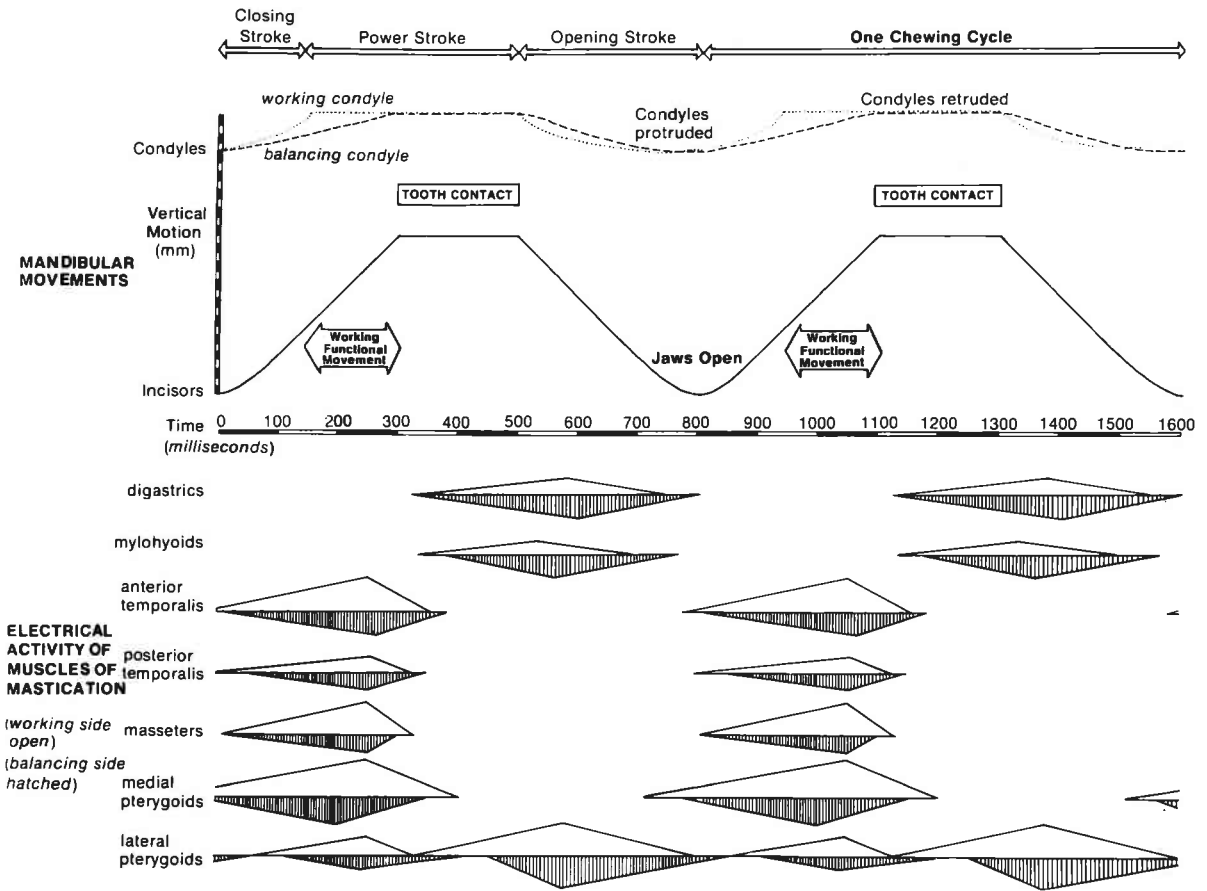 Closing
Stroke
Power Stroke
Opening Stroke
One Chewing Cycle
working condyle
Condyles retruded
Condyles
protruded
Condyles
balancing condyle
TOOTH CONTACT
TOOTH CONTACT
Vertical
Motion
(mm)
MANDIBULAR
MOVEMENTS
Working
Functional
Movement
Jaws Open
Working
Functional
Movement
Incisors
Time
0 100 200 300 400 500 600 700 800 900 1000 1100 1200 1300 1400 1500 1600
(milliseconds)
digastrics
mylohyoids
anterior
temporalis
ELECTRICAL
ACTIVITY OF
MUSCLES OF
MASTICATION
posterior
temporalis
(working side
open)
masseters
(balancing side
hatched)
medial
pterygoids
lateral
pterygoids